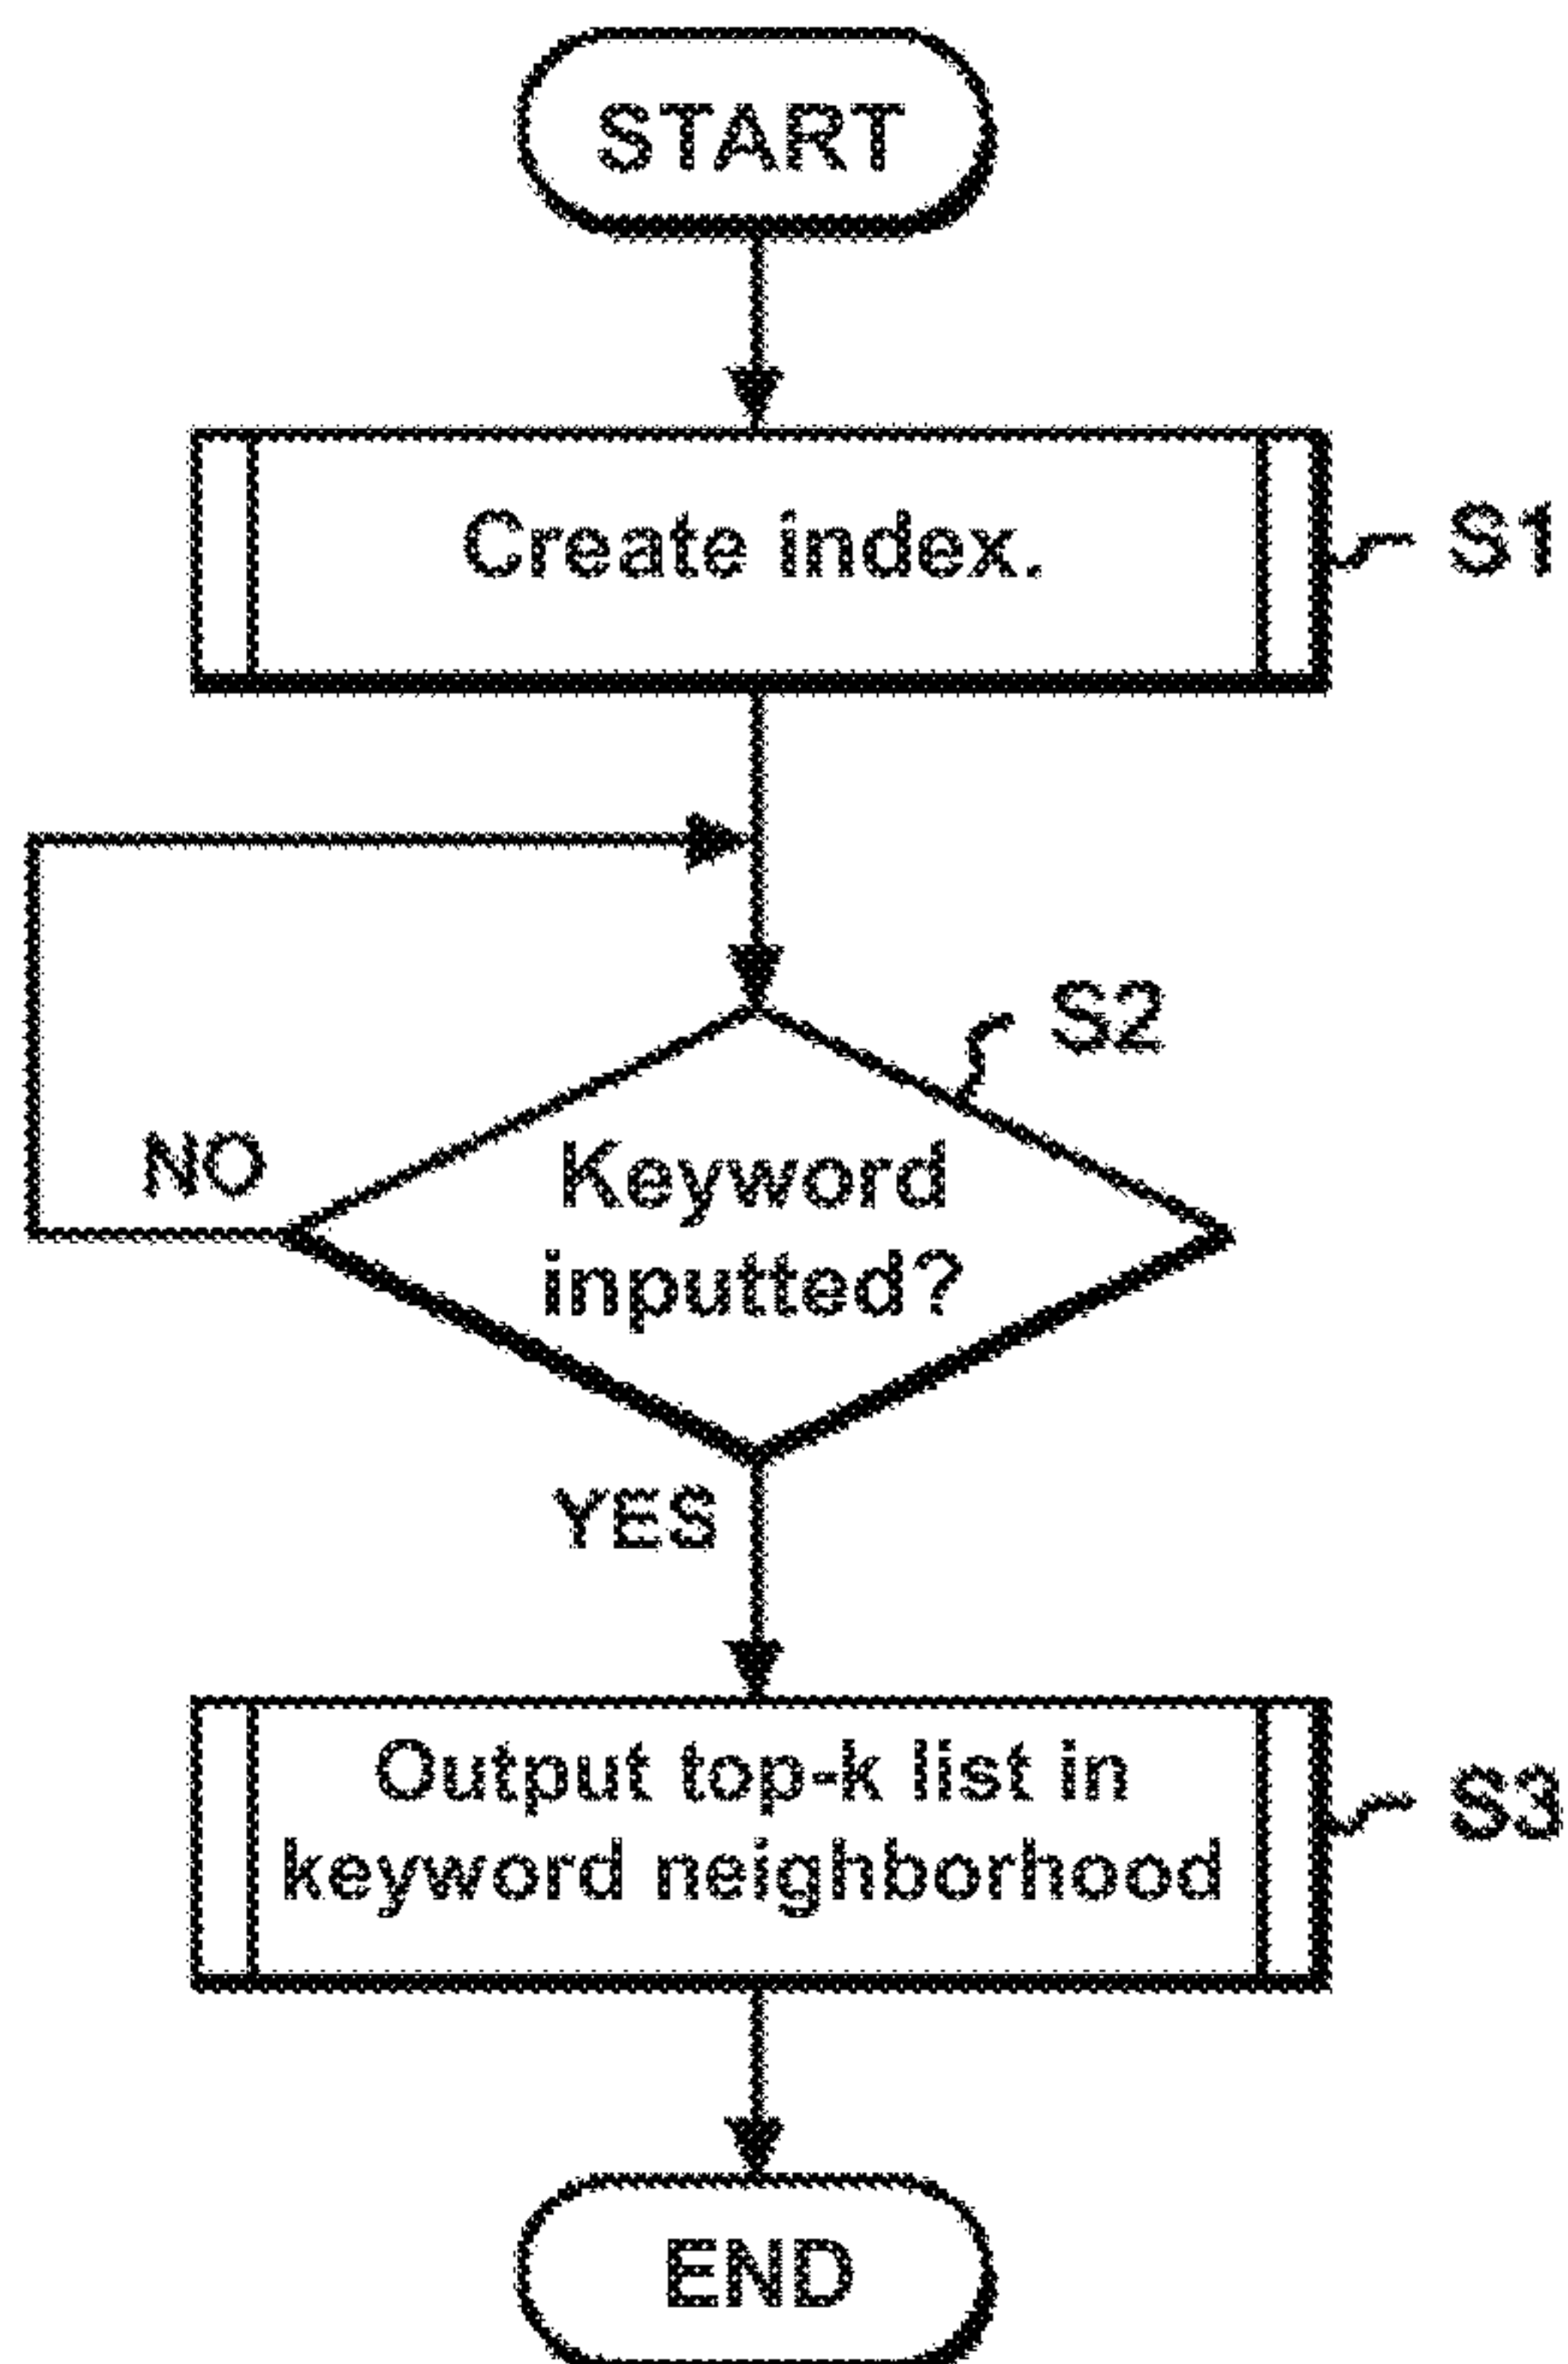 START
Create index.
S1
S2
NO
Keyword
inputted?
YES
Output top-k list in
keyword neighborhood
S3
END